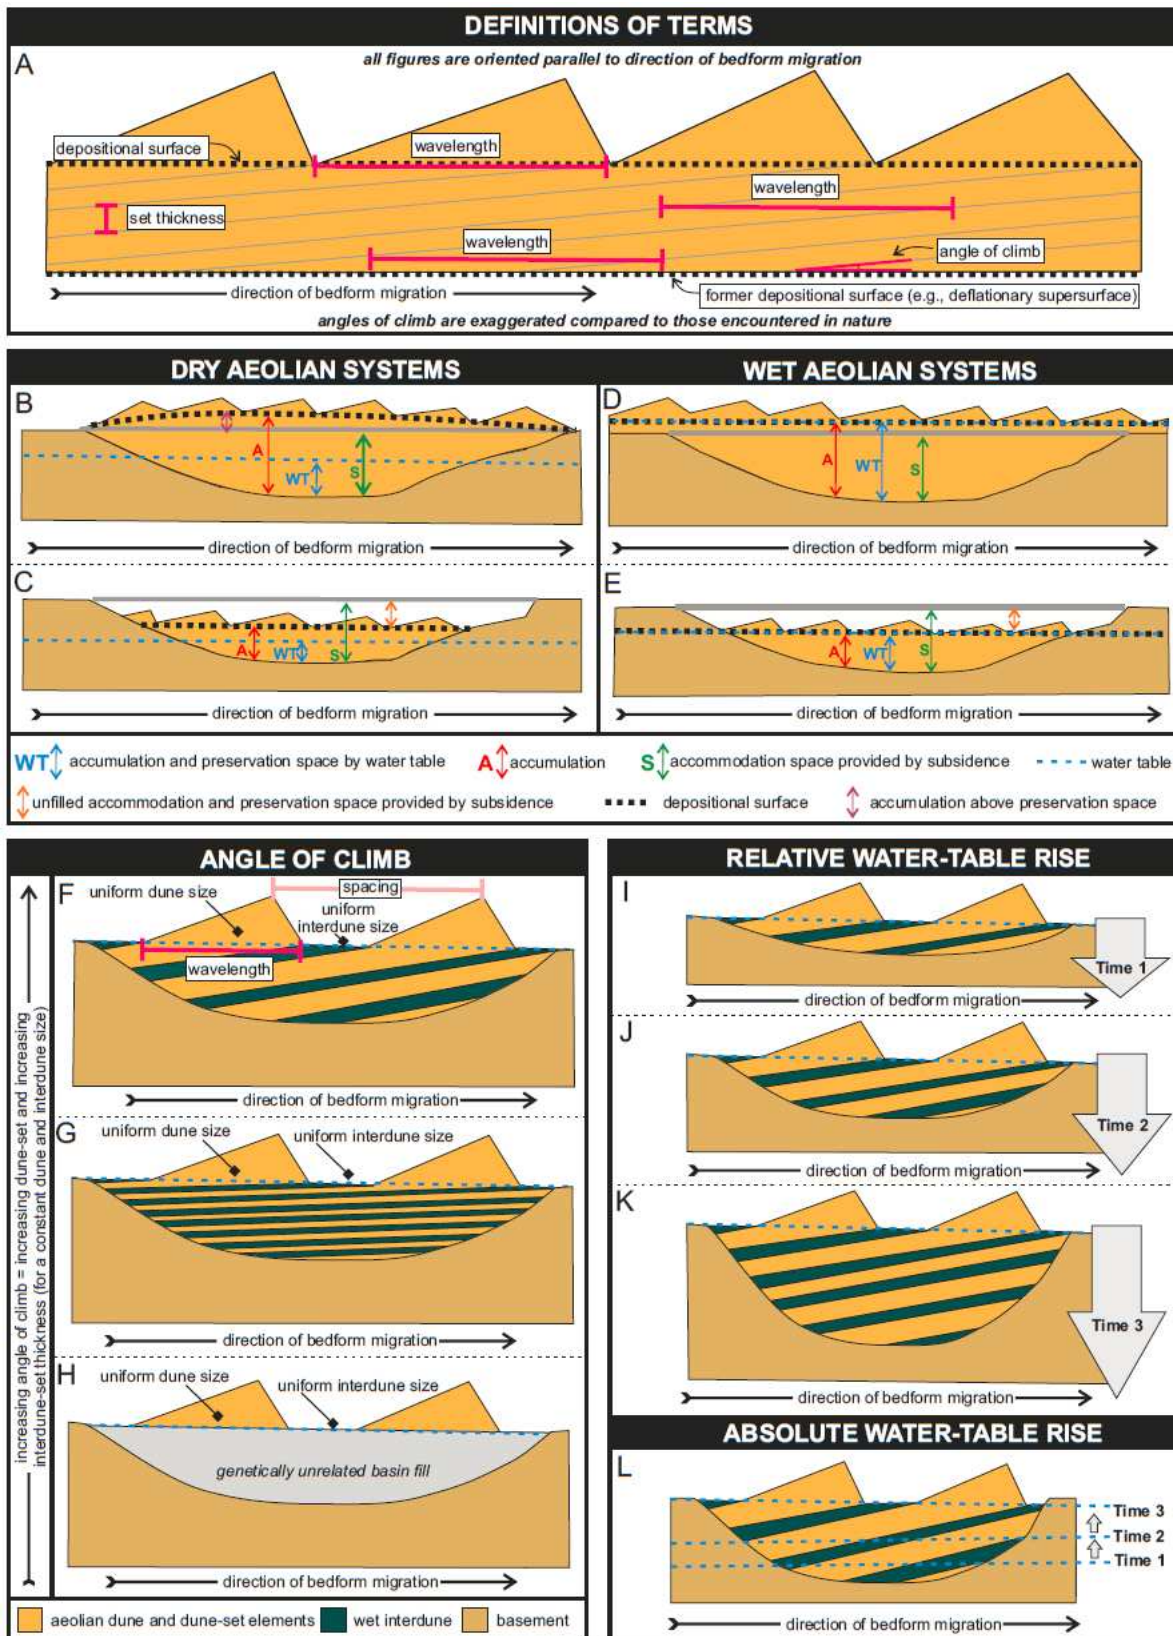 DEFINITIONS OF TERMS
A
all figures are oriented parallel to direction of bedform migration
depositional surface
wavelength
wavelength
set thickness
wavelength
angle of climb
direction of bedform migration
former depositional surface (e.g., deflationary supersurface)
angles of climb are exaggerated compared to those encountered in nature
DRY AEOLIAN SYSTEMS
B
A
WT
S
direction of bedform migration
C
A
WT
S
direction of bedform migration
WET AEOLIAN SYSTEMS
D
A
WT
S
direction of bedform migration
E
A
WT
S
direction of bedform migration
WT accumulation and preservation space by water table
A accumulation
S accommodation space provided by subsidence
water table
unfilled accommodation and preservation space provided by subsidence
depositional surface
accumulation above preservation space
ANGLE OF CLIMB
increasing angle of climb = increasing dune-set and increasing
interdune-set thickness (for a constant dune and interdune size)
F
uniform dune size
spacing
uniform
interdune size
wavelength
direction of bedform migration
G
uniform dune size
uniform interdune size
direction of bedform migration
H
uniform dune size
uniform interdune size
genetically unrelated basin fill
direction of bedform migration
aeolian dune and dune-set elements
wet interdune
basement
RELATIVE WATER-TABLE RISE
I
Time 1
direction of bedform migration
J
Time 2
direction of bedform migration
K
Time 3
direction of bedform migration
ABSOLUTE WATER-TABLE RISE
L
Time 3
Time 2
Time 1
direction of bedform migration